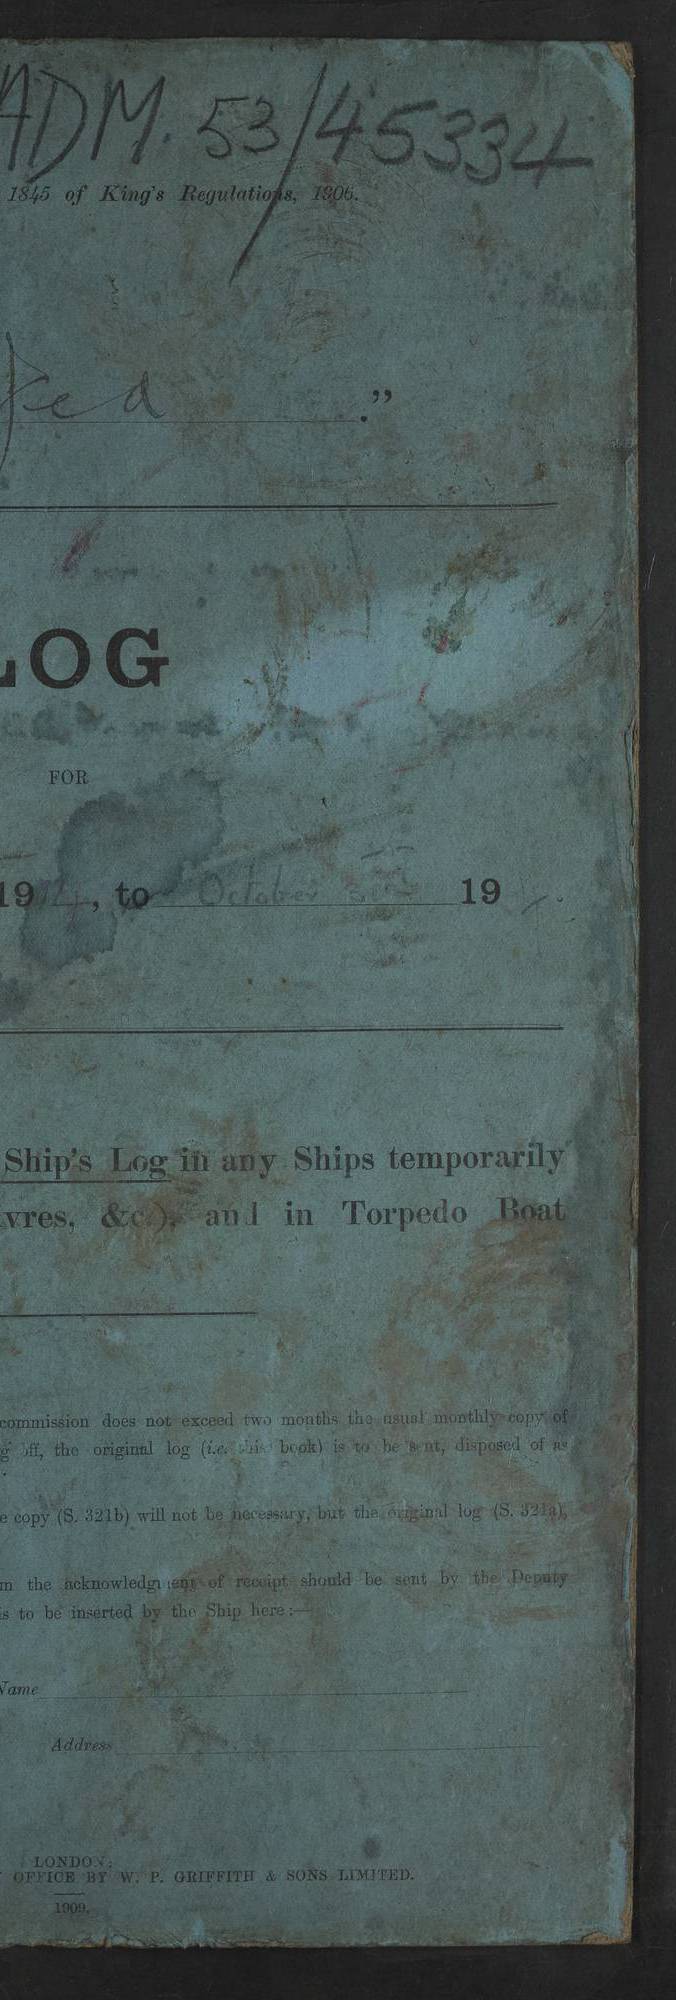 ADM. 53/45334
1845 of King's Regulations, 1906.
."
LOG
FOR
19 14, to October 31st 19
Ship's Log in any Ships temporarily
vres, &c.), and in Torpedo Boat
commission does not exceed two months the usual monthly copy of
g off, the original log (i.e. this book) is to be sent, disposed of as
e copy (S. 321b) will not be necessary, but the original log (S. 321a),
m the acknowledgment of receipt should be sent by the Deputy
is to be inserted by the Ship here:—
Name
Address
LONDON:
OFFICE BY W. P. GRIFFITH & SONS LIMITED.
1909.